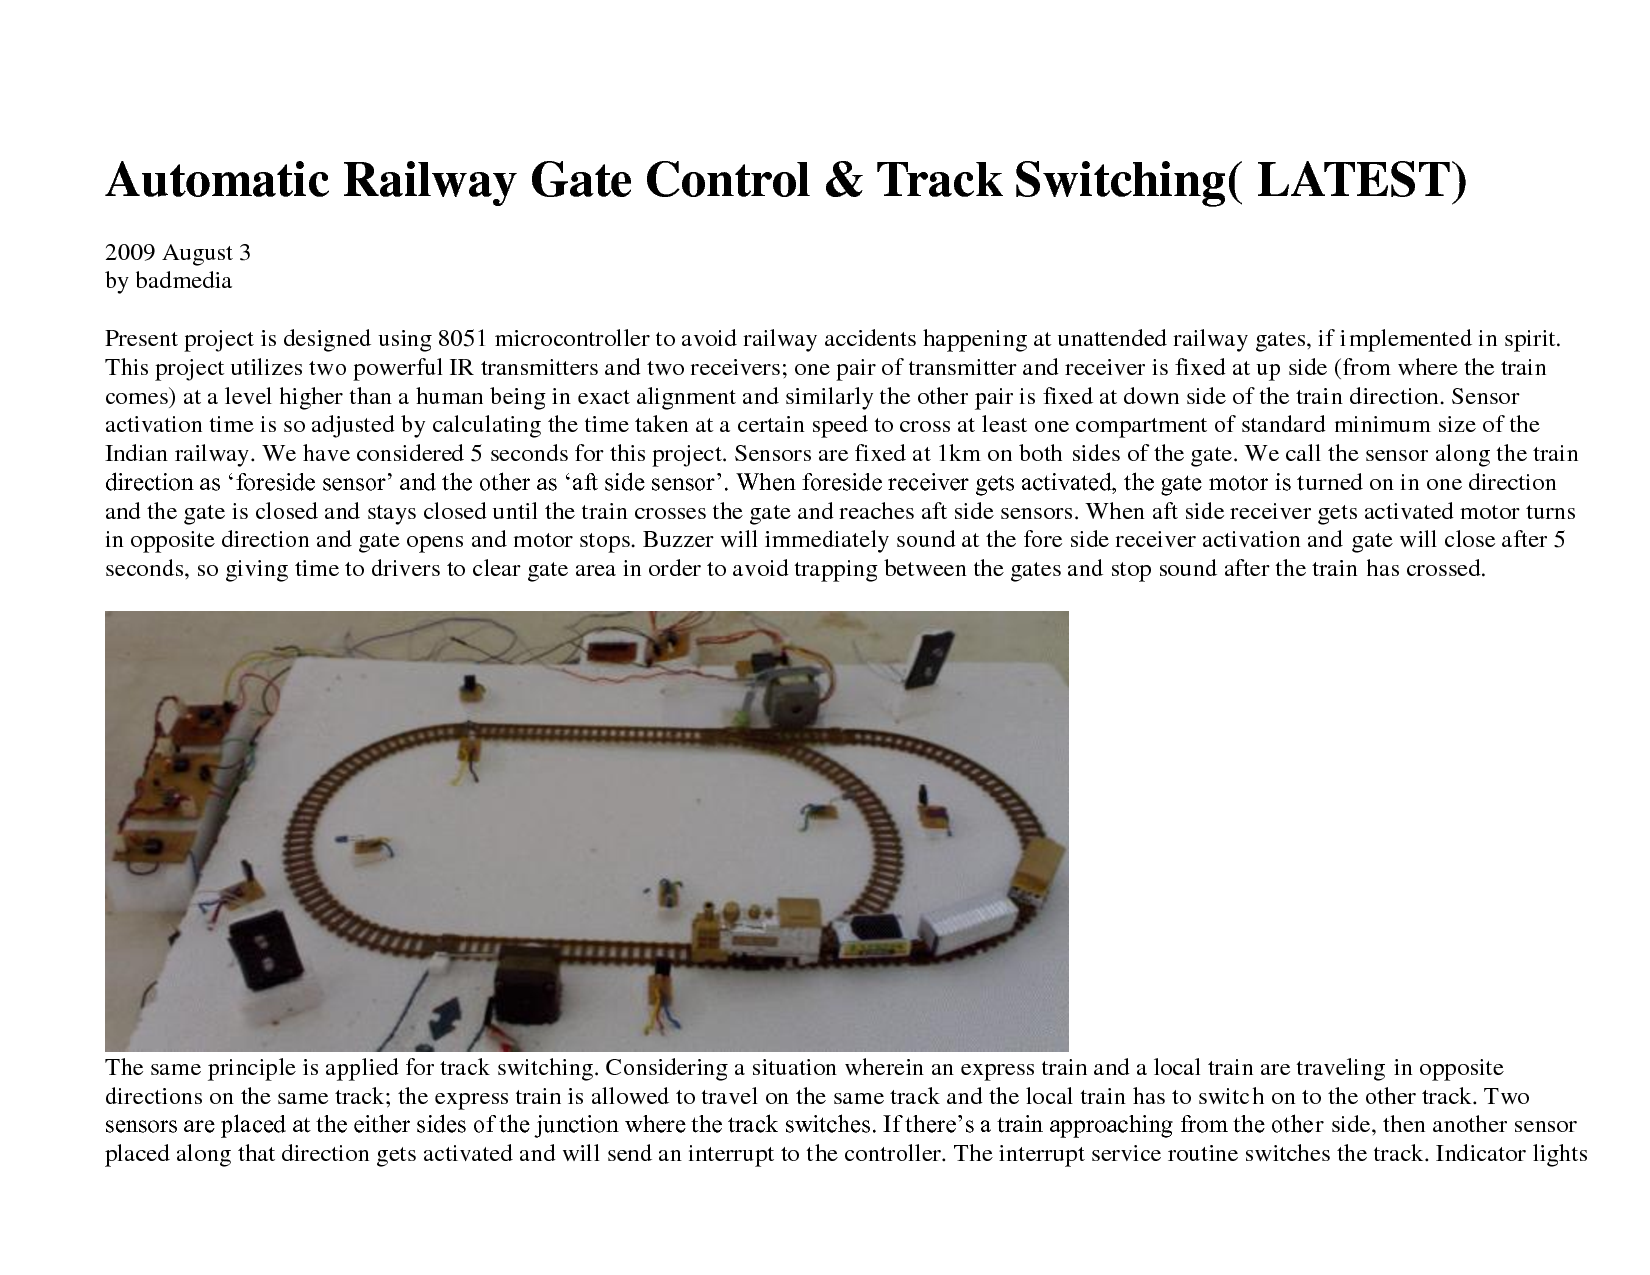 Automatic Railway Gate Control & Track Switching( LATEST)
2009 August 3
by badmedia
Present project is designed using 8051 microcontroller to avoid railway accidents happening at unattended railway gates, if implemented in spirit.
This project utilizes two powerful IR transmitters and two receivers; one pair of transmitter and receiver is fixed at up side (from where the train
comes) at a level higher than a human being in exact alignment and similarly the other pair is fixed at down side of the train direction. Sensor
activation time is so adjusted by calculating the time taken at a certain speed to cross at least one compartment of standard minimum size of the
Indian railway. We have considered 5 seconds for this project. Sensors are fixed at 1km on both sides of the gate. We call the sensor along the train
direction as ‘foreside sensor’ and the other as ‘aft side sensor’. When foreside receiver gets activated, the gate motor is turned on in one direction
and the gate is closed and stays closed until the train crosses the gate and reaches aft side sensors. When aft side receiver gets activated motor turns
in opposite direction and gate opens and motor stops. Buzzer will immediately sound at the fore side receiver activation and gate will close after 5
seconds, so giving time to drivers to clear gate area in order to avoid trapping between the gates and stop sound after the train has crossed.
The same principle is applied for track switching. Considering a situation wherein an express train and a local train are traveling in opposite
directions on the same track; the express train is allowed to travel on the same track and the local train has to switch on to the other track. Two
sensors are placed at the either sides of the junction where the track switches. If there’s a train approaching from the other side, then another sensor
placed along that direction gets activated and will send an interrupt to the controller. The interrupt service routine switches the track. Indicator lights